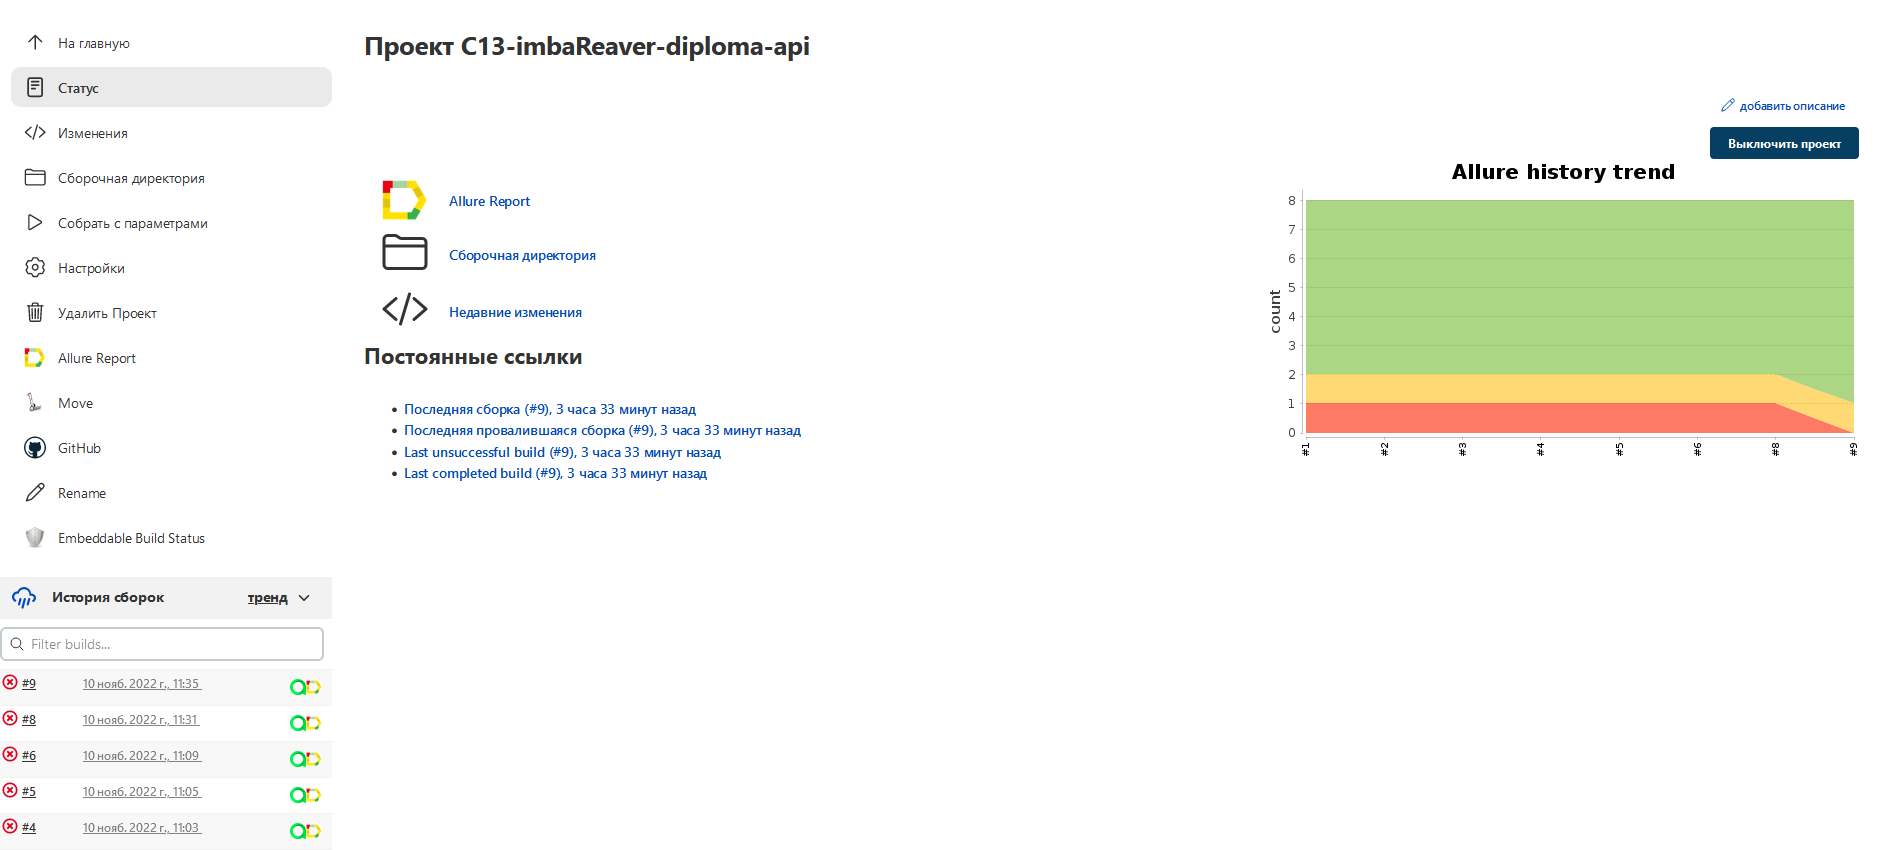 На главную
Статус
Изменения
Сборочная директория
Собрать с параметрами
Настройки
Удалить Проект
Allure Report
Move
GitHub
Rename
Embeddable Build Status
История сборок
тренд
Filter builds...
#9 10 нояб. 2022 г., 11:35
#8 10 нояб. 2022 г., 11:31
#6 10 нояб. 2022 г., 11:09
#5 10 нояб. 2022 г., 11:05
#4 10 нояб. 2022 г., 11:03
Проект C13-imbaReaver-diploma-api
добавить описание
Выключить проект
Allure Report
Сборочная директория
Недавние изменения
Постоянные ссылки
Последняя сборка (#9), 3 часа 33 минут назад
Последняя провалившаяся сборка (#9), 3 часа 33 минут назад
Last unsuccessful build (#9), 3 часа 33 минут назад
Last completed build (#9), 3 часа 33 минут назад
Allure history trend
count
8
7
6
5
4
3
2
1
0
#1 #2 #3 #4 #5 #6 #8 #9